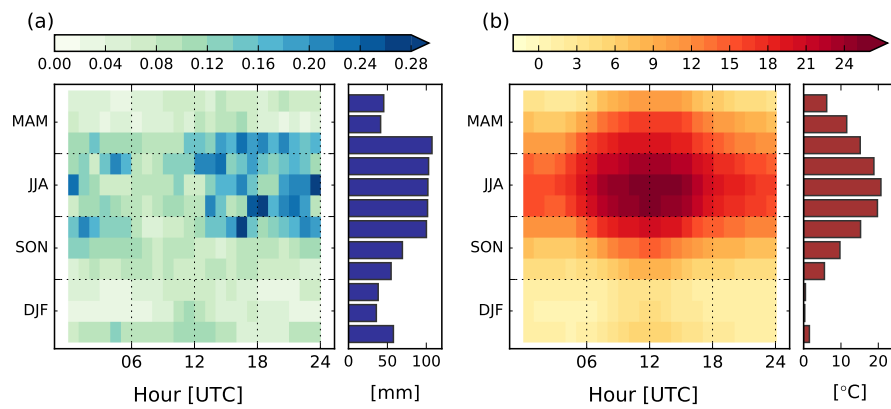 (a)
0.00 0.04 0.08 0.12 0.16 0.20 0.24 0.28
MAM
JJA
SON
DJF
06 12 18 24
Hour [UTC]
0 50 100
[mm]
(b)
0 3 6 9 12 15 18 21 24
MAM
JJA
SON
DJF
06 12 18 24
Hour [UTC]
0 10 20
[°C]